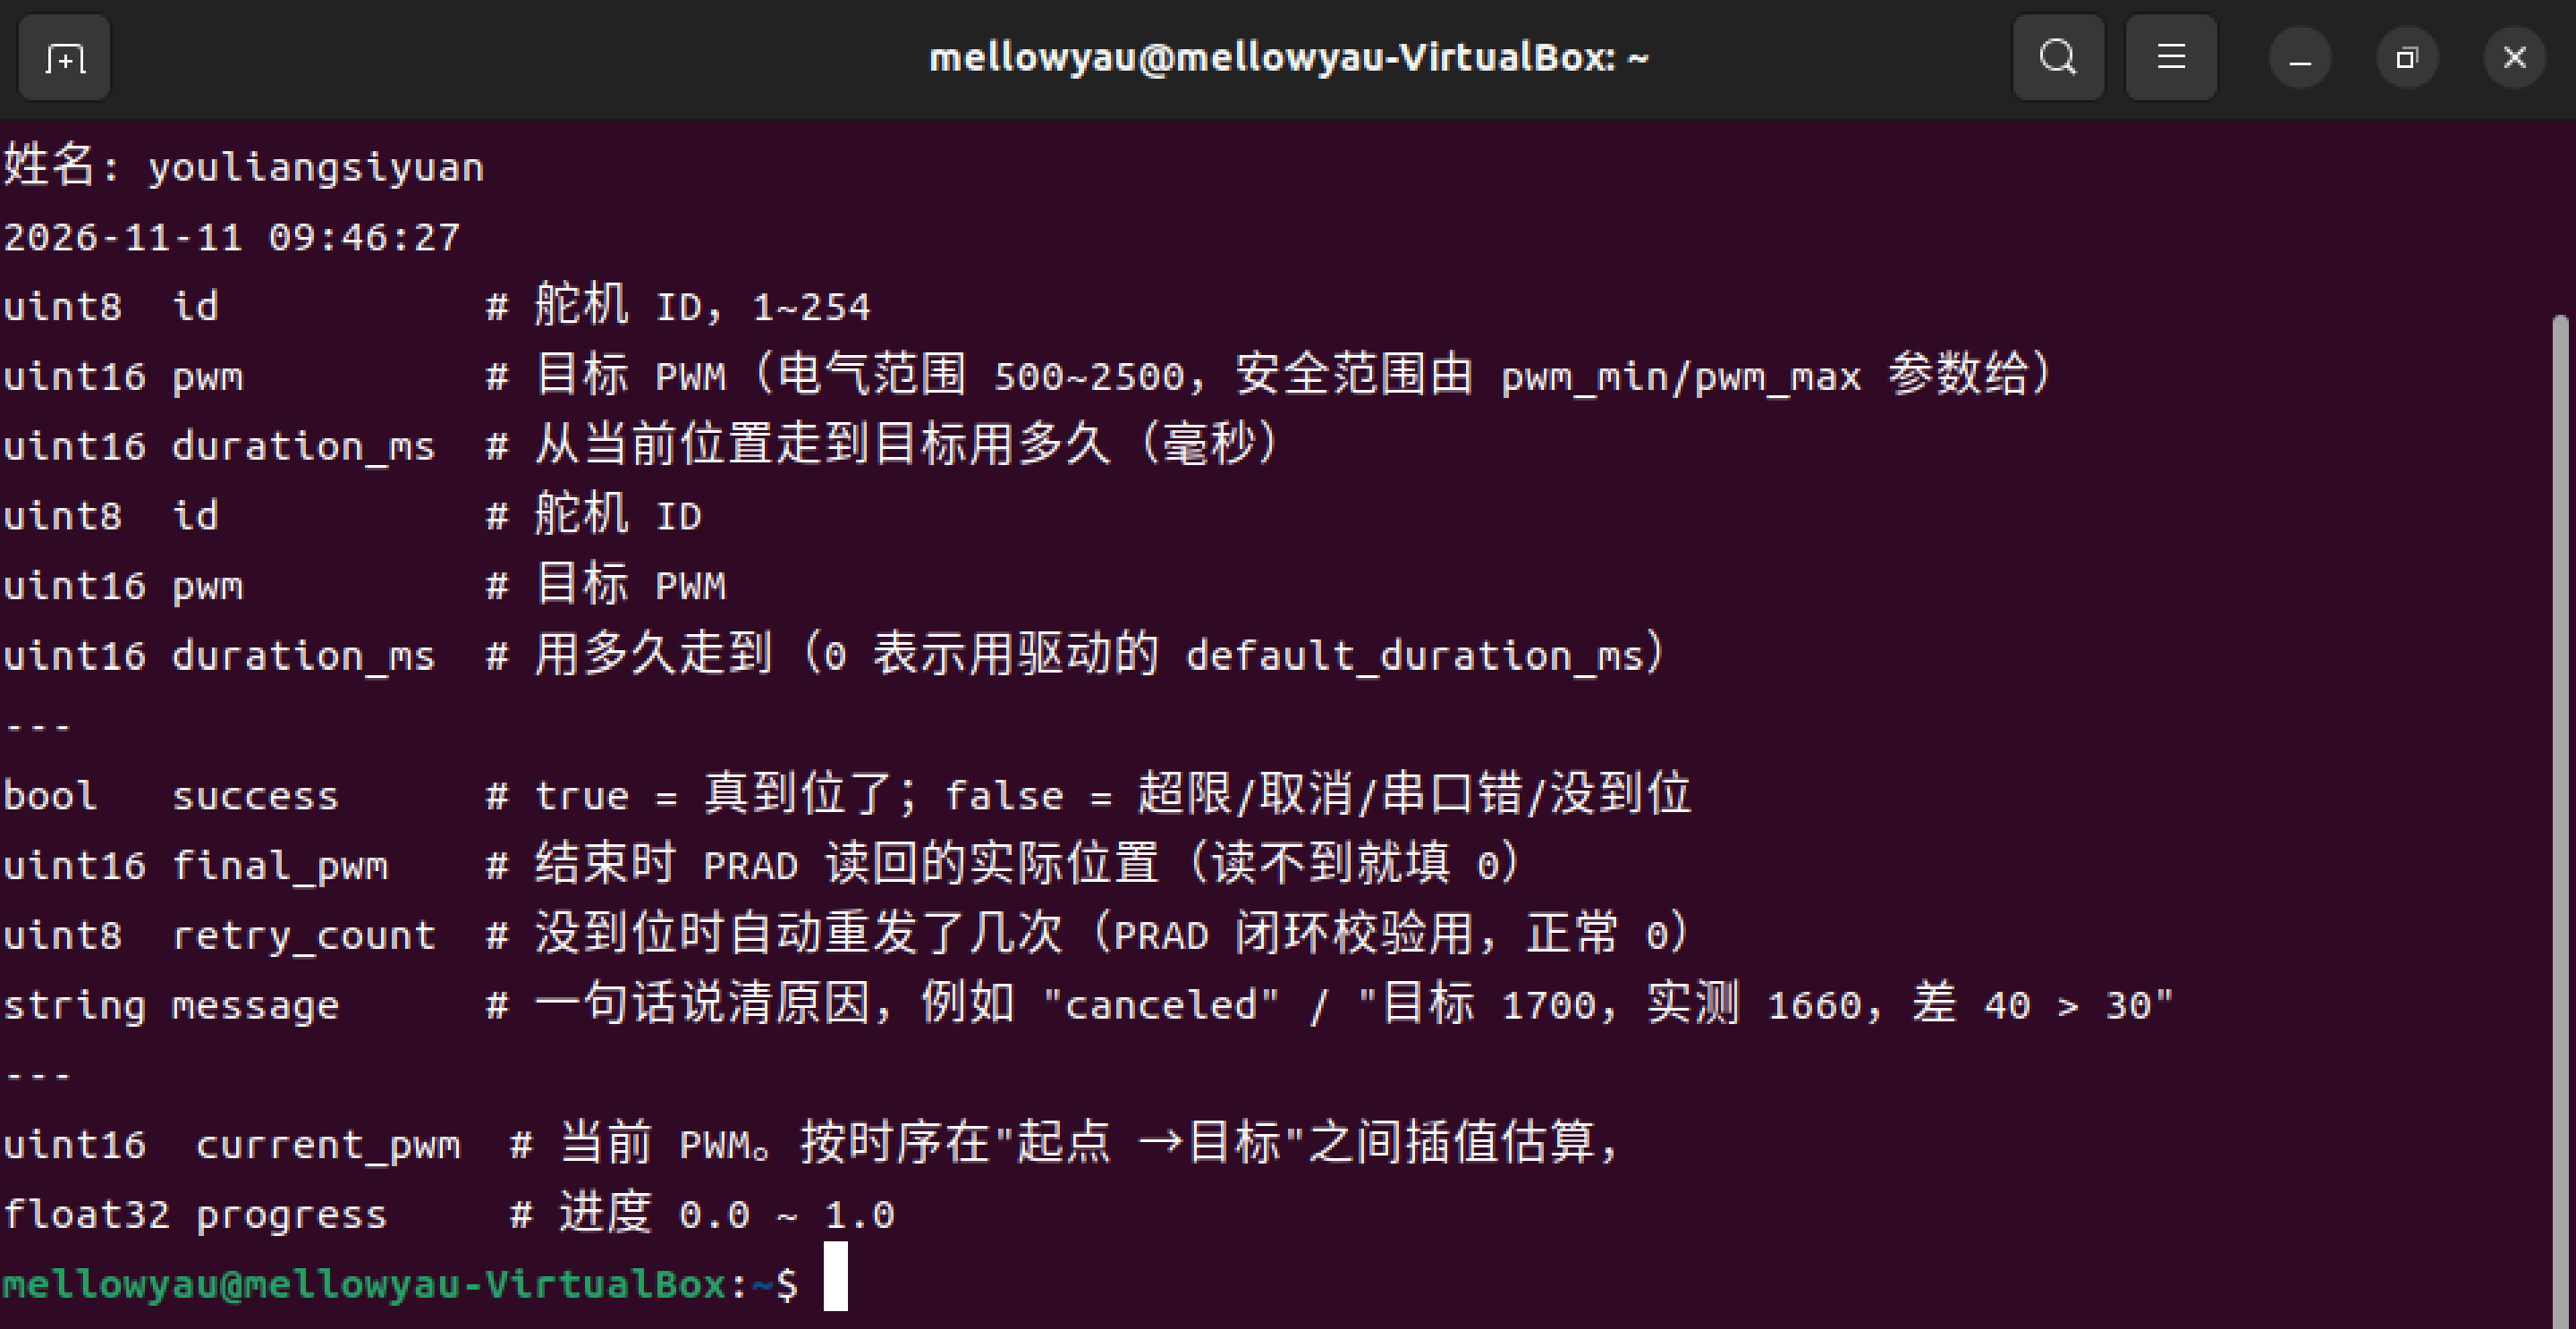 mellowyau@mellowyau-VirtualBox: ~
姓名: youliangsiyuan
2026-11-11 09:46:27
uint8  id           # 舵机 ID，1~254
uint16 pwm          # 目标 PWM（电气范围 500~2500，安全范围由 pwm_min/pwm_max 参数给）
uint16 duration_ms  # 从当前位置走到目标用多久（毫秒）
uint8  id           # 舵机 ID
uint16 pwm          # 目标 PWM
uint16 duration_ms  # 用多久走到（0 表示用驱动的 default_duration_ms）
---
bool   success      # true = 真到位了；false = 超限/取消/串口错/没到位
uint16 final_pwm    # 结束时 PRAD 读回的实际位置（读不到就填 0）
uint8  retry_count  # 没到位时自动重发了几次（PRAD 闭环校验用，正常 0）
string message      # 一句话说清原因，例如 "canceled" / "目标 1700，实测 1660，差 40 > 30"
---
uint16  current_pwm  # 当前 PWM。按时序在"起点 →目标"之间插值估算，
float32 progress     # 进度 0.0 ~ 1.0
mellowyau@mellowyau-VirtualBox:~$